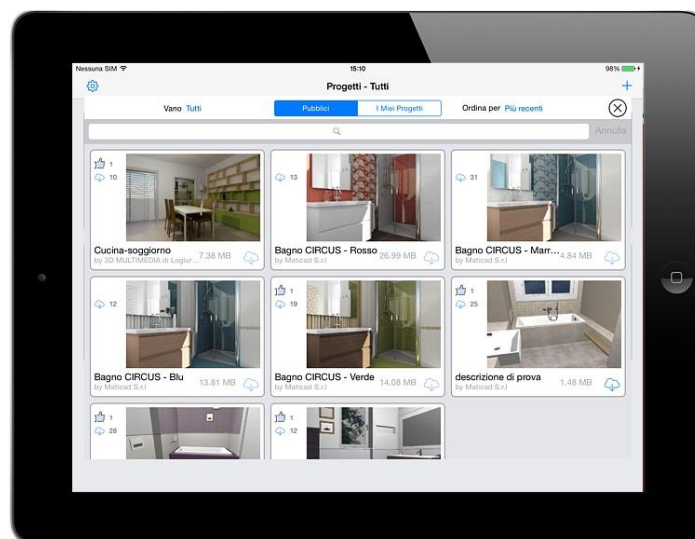 Nessuna SIM 15:10 98%
Progetti - Tutti
Vano Tutti Pubblici I Miei Progetti Ordina per Più recenti
Annulla
1
10
Cucina-soggiorno 7.38 MB
by 3D MULTIMEDIA di
13
Bagno CIRCUS - Rosso 26.99 MB
by Maticad S.r.l
31
Bagno CIRCUS - Marr... 4.84 MB
by Maticad S.r.l
12
Bagno CIRCUS - Blu 13.81 MB
by Maticad S.r.l
1
19
Bagno CIRCUS - Verde 14.08 MB
by Maticad S.r.l
1
25
descrizione di prova 1.48 MB
by Maticad S.r.l
1
28
1
12